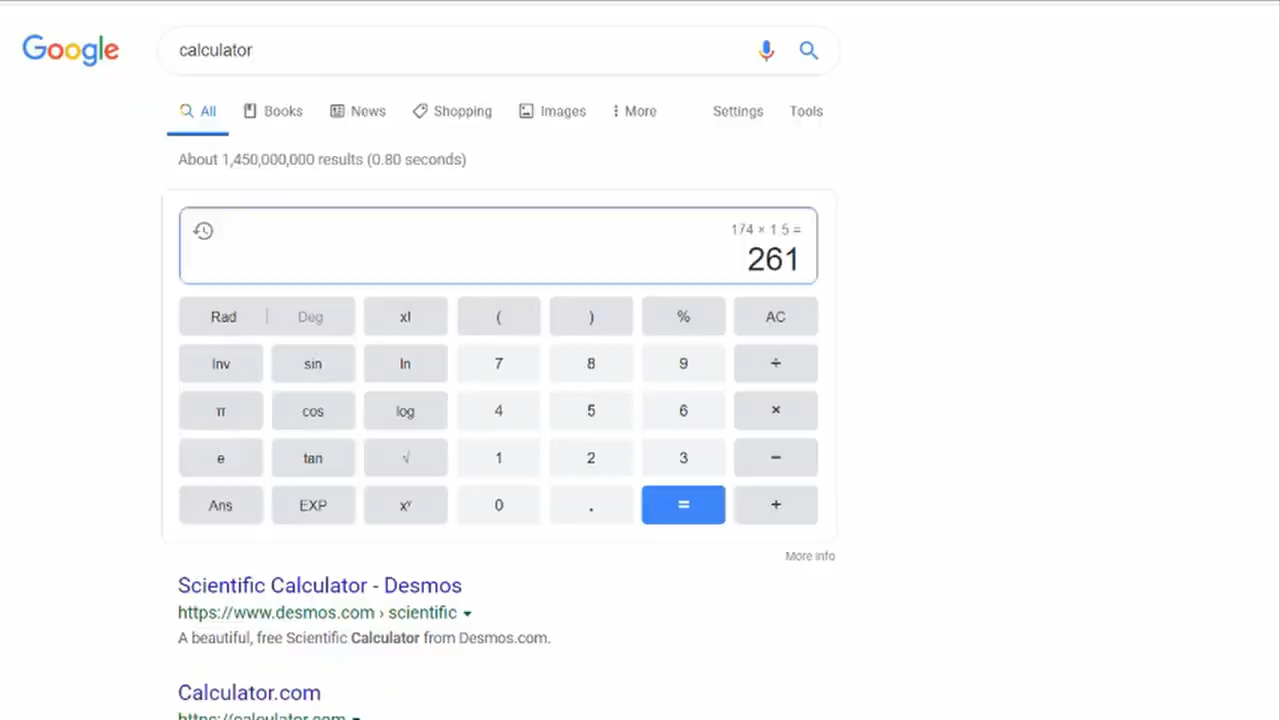 Google calculator
All Books News Shopping Images More Settings Tools
About 1,450,000,000 results (0.80 seconds)
174 × 1.5 =
261
Rad | Deg x! ( ) % AC
Inv sin ln 7 8 9 ÷
π cos log 4 5 6 ×
e tan √ 1 2 3 −
Ans EXP xʸ 0 . = +
More info
Scientific Calculator - Desmos
https://www.desmos.com › scientific
A beautiful, free Scientific Calculator from Desmos.com.
Calculator.com
https://calculator.com